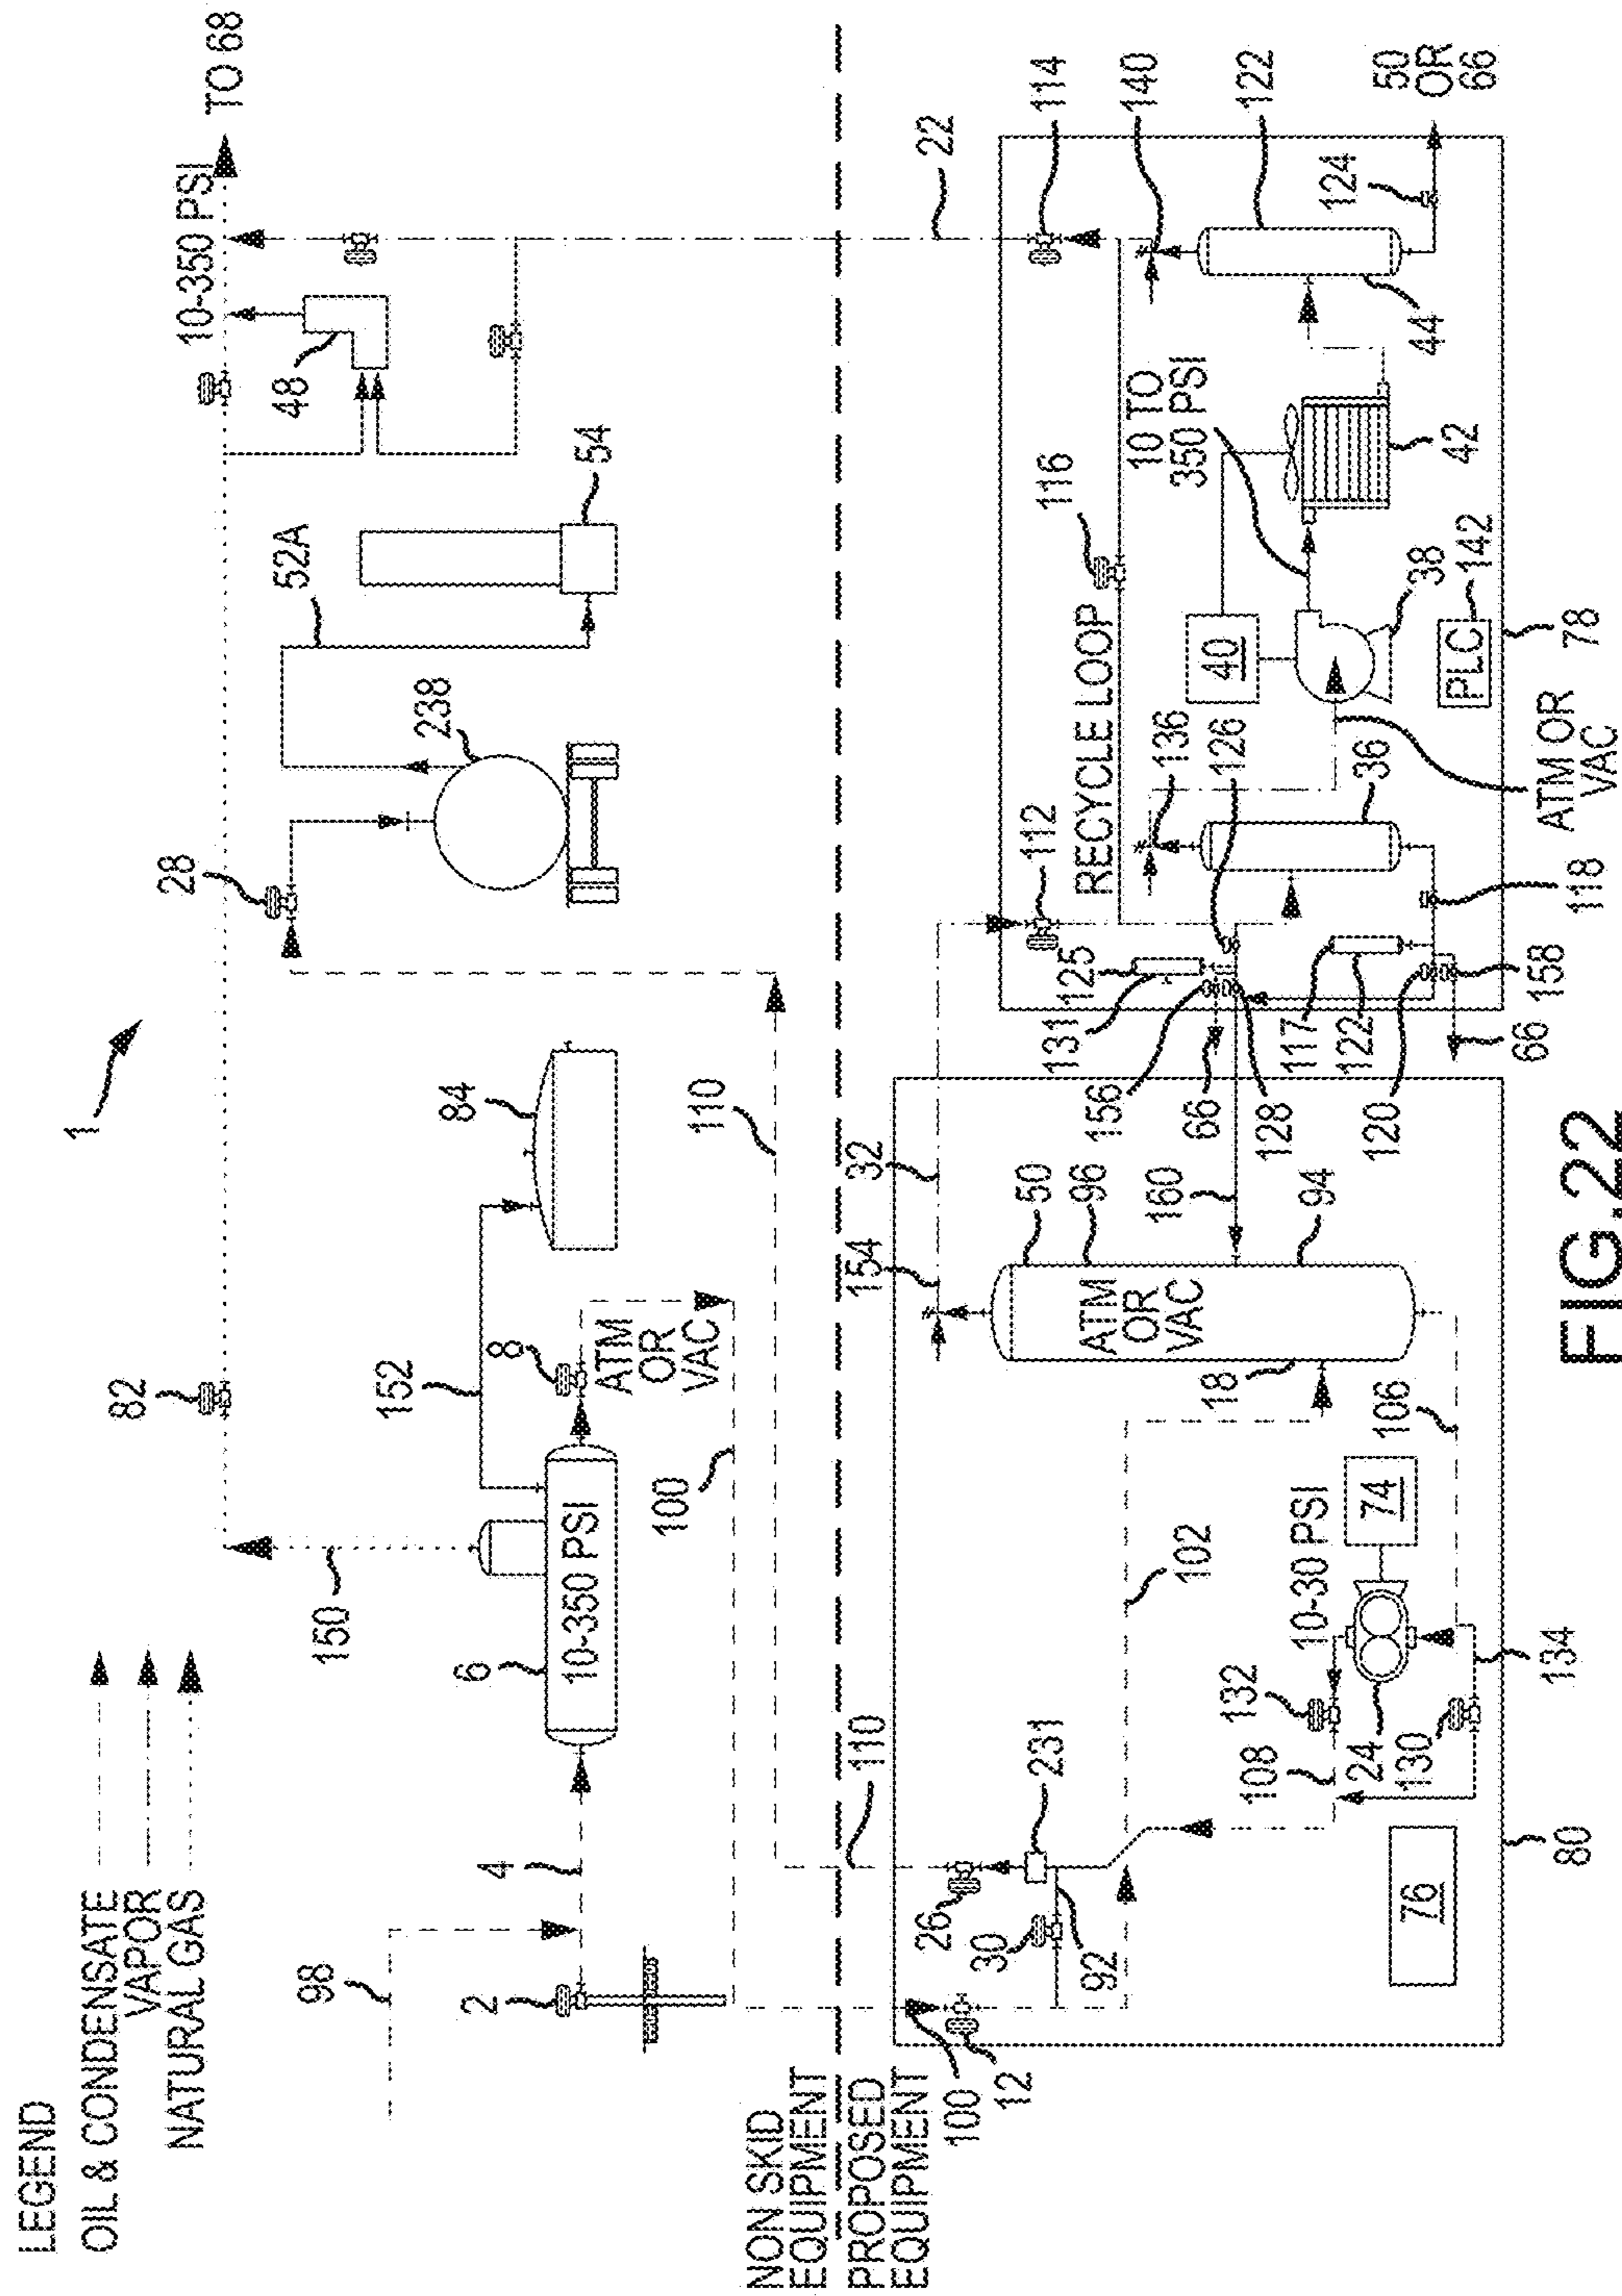 LEGEND
OIL & CONDENSATE
VAPOR
NATURAL GAS
1
TO 68
10-350 PSI
82
28
150
152
84
238
52A
54
48
98
2
4
6
10-350 PSI
8
ATM
OR
VAC
100
110
NON SKID
EQUIPMENT
PROPOSED
EQUIPMENT
100
12
110
26
30
92
231
102
108
132
10-30 PSI
74
24
130
134
106
76
80
154
32
50
96
ATM
OR
VAC
18
160
94
22
112
114
RECYCLE LOOP
116
140
122
125
131
156
66
128
126
136
36
40
10 TO
350 PSI
38
42
44
124
50
OR
66
117
122
120
158
66
118
ATM OR
VAC
PLC
142
78
FIG.22